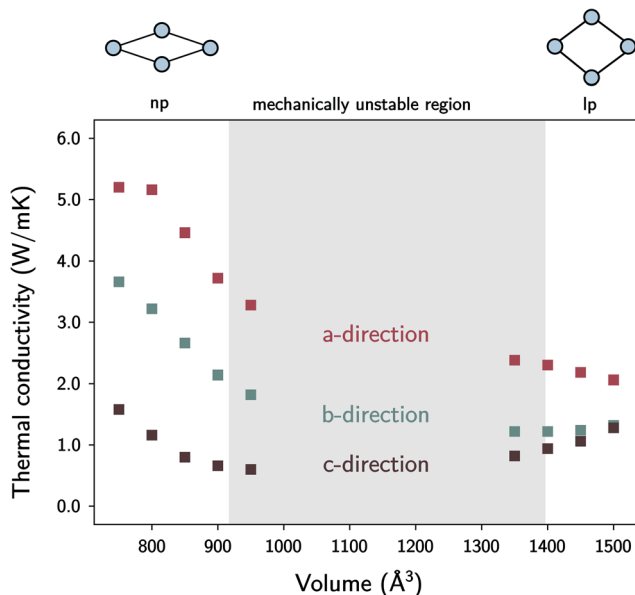 np
mechanically unstable region
lp
6.0
5.0
4.0
3.0
2.0
1.0
0.0
Thermal conductivity (W/mK)
a-direction
b-direction
c-direction
800
900
1000
1100
1200
1300
1400
1500
Volume (Å³)